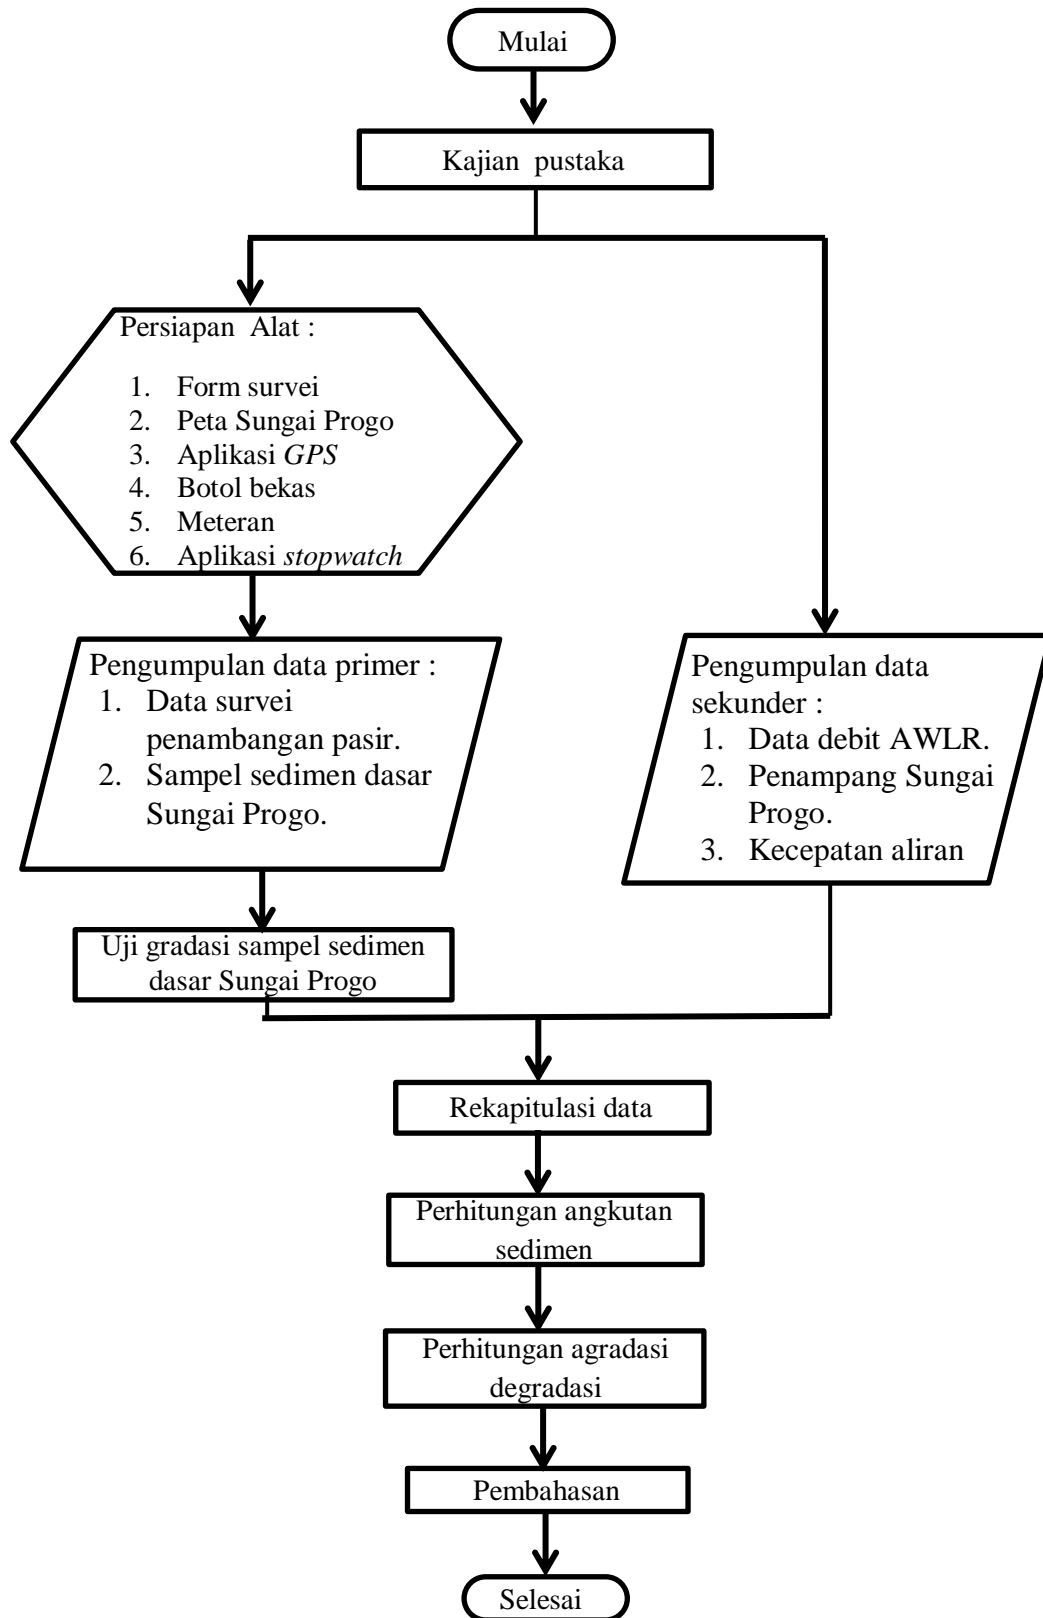 Mulai
Kajian pustaka
Persiapan Alat :
1. Form survei
2. Peta Sungai Progo
3. Aplikasi GPS
4. Botol bekas
5. Meteran
6. Aplikasi stopwatch
Pengumpulan data primer :
1. Data survei
penambangan pasir.
2. Sampel sedimen dasar
Sungai Progo.
Pengumpulan data
sekunder :
1. Data debit AWLR.
2. Penampang Sungai
Progo.
3. Kecepatan aliran
Uji gradasi sampel sedimen
dasar Sungai Progo
Rekapitulasi data
Perhitungan angkutan
sedimen
Perhitungan agradasi
degradasi
Pembahasan
Selesai